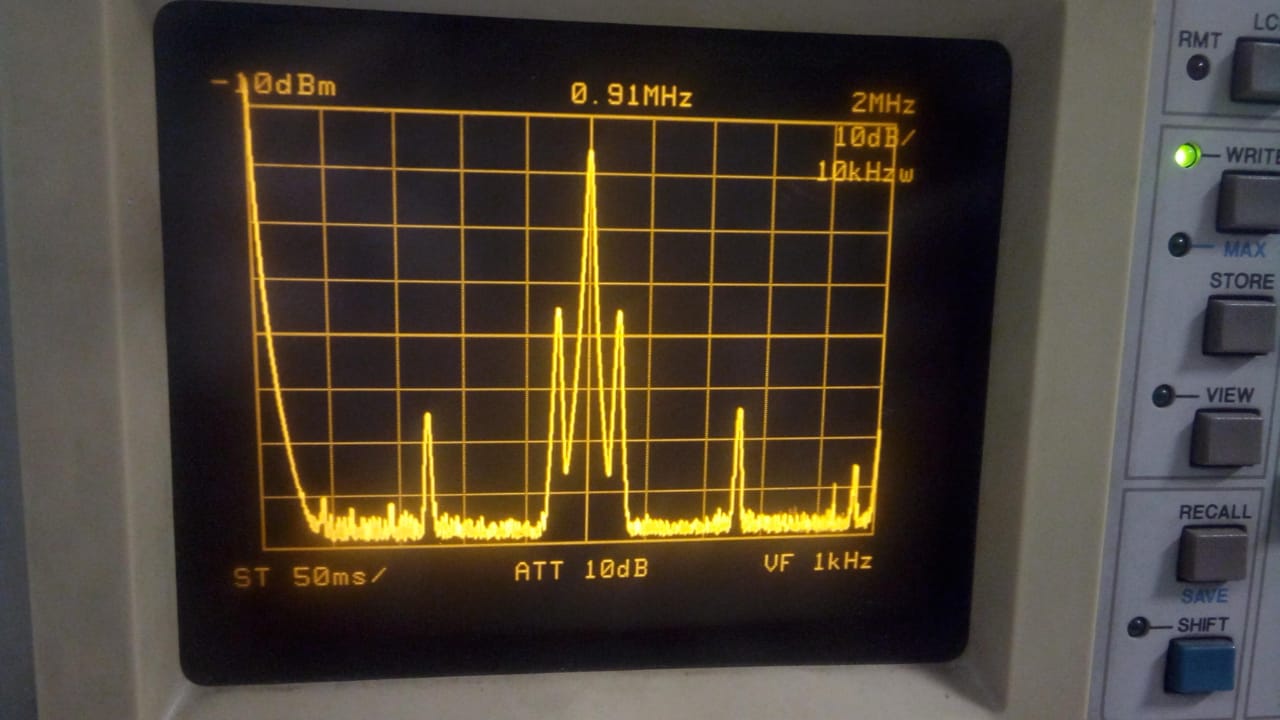 -10dBm 0.91MHz 2MHz
10dB/
10kHzw
ST 50ms/ ATT 10dB VF 1kHz
LC
RMT
WRITE
MAX
STORE
VIEW
RECALL
SAVE
SHIFT